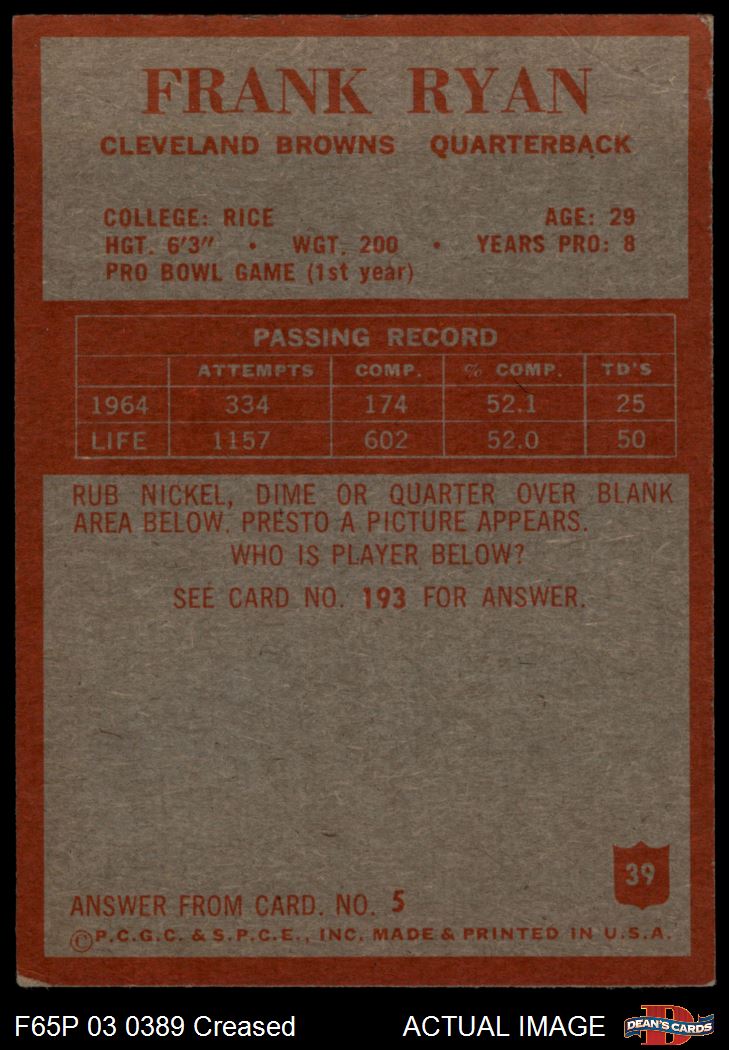 FRANK RYAN
CLEVELAND BROWNS QUARTERBACK
COLLEGE: RICE AGE: 29
HGT. 6'3" • WGT. 200 • YEARS PRO: 8
PRO BOWL GAME (1st year)
PASSING RECORD
ATTEMPTS COMP. % COMP. TD'S
1964 334 174 52.1 25
LIFE 1157 602 52.0 50
RUB NICKEL, DIME OR QUARTER OVER BLANK
AREA BELOW. PRESTO A PICTURE APPEARS.
WHO IS PLAYER BELOW?
SEE CARD NO. 193 FOR ANSWER.
39
ANSWER FROM CARD. NO. 5
©P.C.G.C. & S.P.C.E., INC. MADE & PRINTED IN U.S.A.
F65P 03 0389 Creased ACTUAL IMAGE
D
DEAN'S CARDS